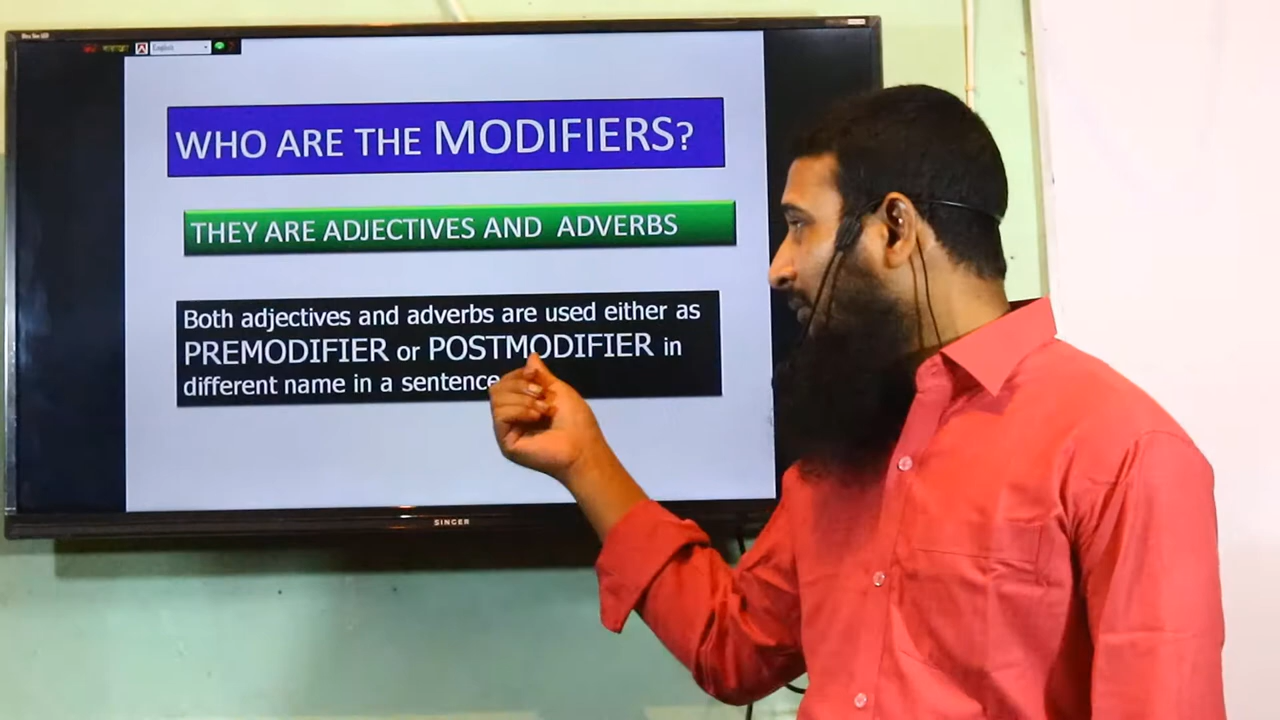 English
WHO ARE THE MODIFIERS?
THEY ARE ADJECTIVES AND ADVERBS
Both adjectives and adverbs are used either as
PREMODIFIER or POSTMODIFIER in
different name in a sentence
SINGER